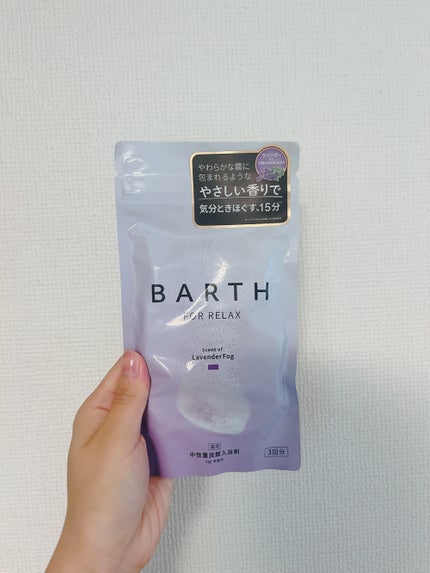 やわらかな霧に
包まれるような
やさしい香りで
気分ときほぐす、15分
BARTH
FOR RELAX
Scent of
LavenderFog
薬用
中性重炭酸入浴剤
3回分